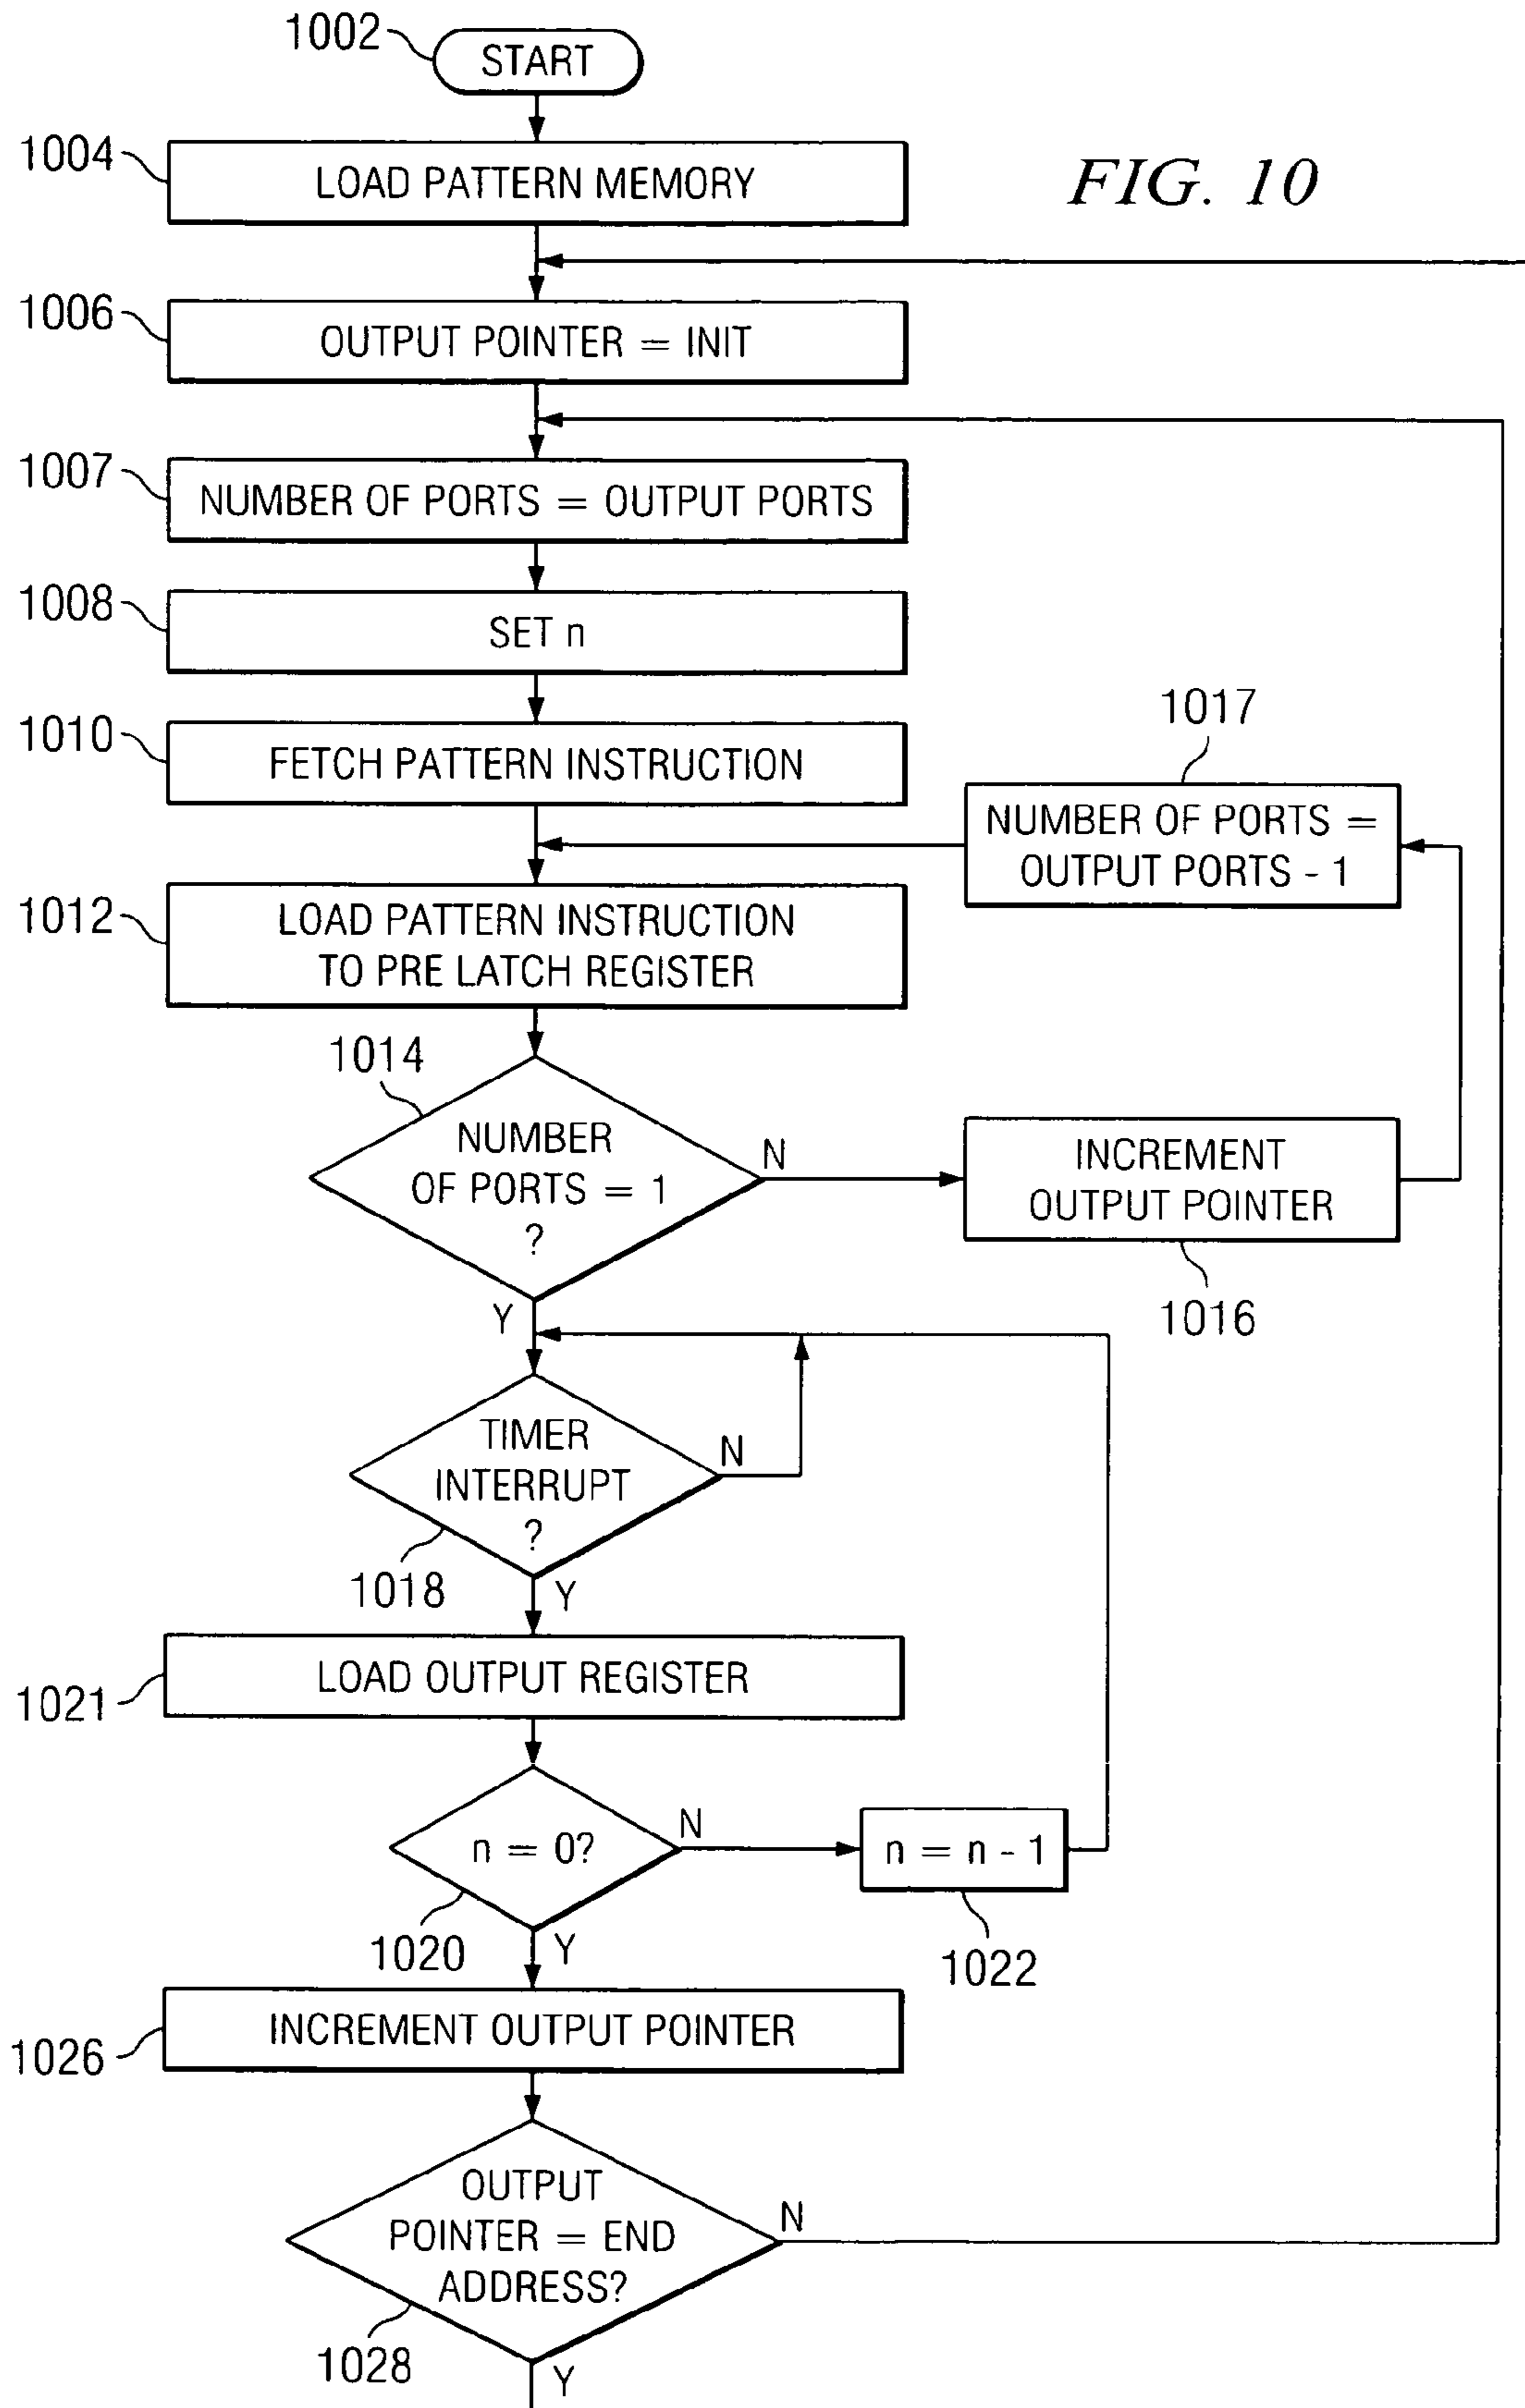 1002
START
1004
LOAD PATTERN MEMORY
FIG. 10
1006
OUTPUT POINTER = INIT
1007
NUMBER OF PORTS = OUTPUT PORTS
1008
SET n
1010
FETCH PATTERN INSTRUCTION
1017
NUMBER OF PORTS =
OUTPUT PORTS - 1
1012
LOAD PATTERN INSTRUCTION
TO PRE LATCH REGISTER
1014
NUMBER
OF PORTS = 1
?
N
INCREMENT
OUTPUT POINTER
1016
Y
TIMER
INTERRUPT
?
N
1018
Y
LOAD OUTPUT REGISTER
1021
n = 0?
N
n = n - 1
1020
Y
1022
INCREMENT OUTPUT POINTER
1026
OUTPUT
POINTER = END
ADDRESS?
N
1028
Y